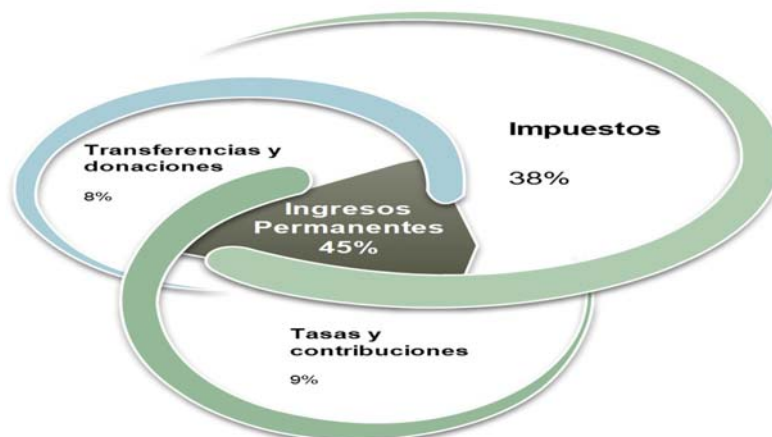 Impuestos
38%
Transferencias y
donaciones
8%
Ingresos
Permanentes
45%
Tasas y
contribuciones
9%